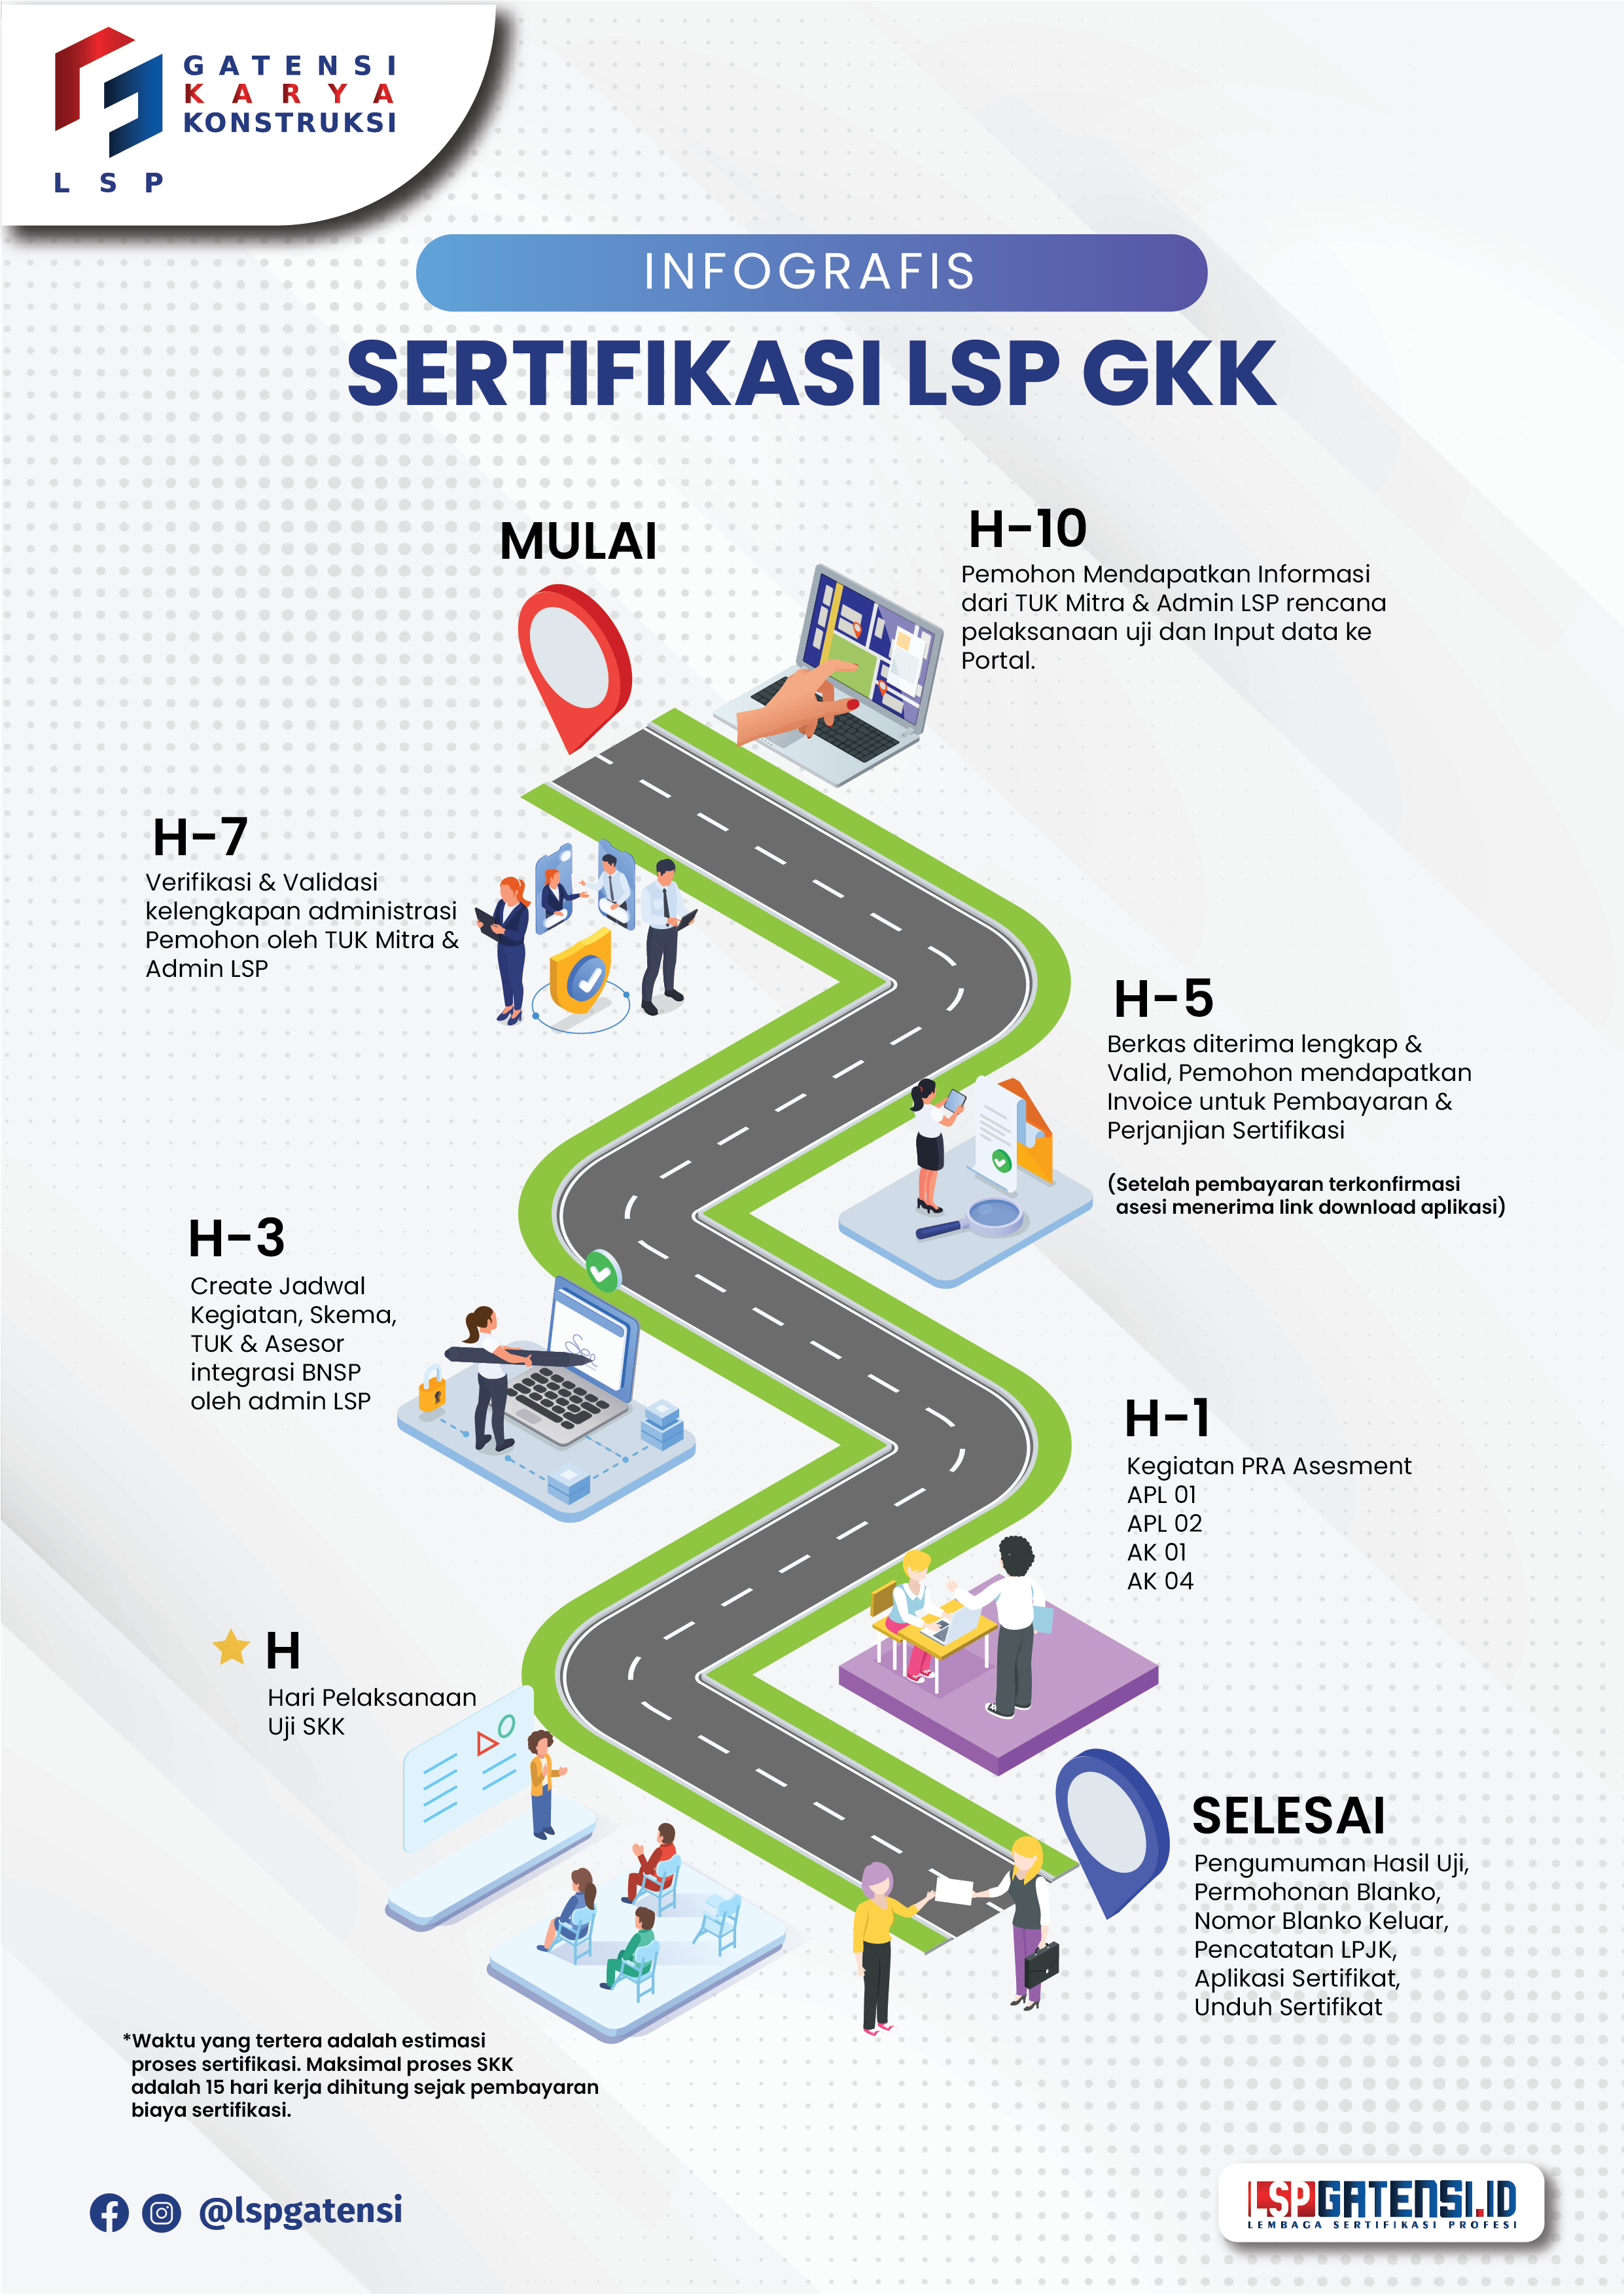 GATENSI
KARYA
KONSTRUKSI
LSP
INFOGRAFIS
SERTIFIKASI LSP GKK
MULAI
H-10
Pemohon Mendapatkan Informasi
dari TUK Mitra & Admin LSP rencana
pelaksanaan uji dan Input data ke
Portal.
H-7
Verifikasi & Validasi
kelengkapan administrasi
Pemohon oleh TUK Mitra &
Admin LSP
H-5
Berkas diterima lengkap &
Valid, Pemohon mendapatkan
Invoice untuk Pembayaran &
Perjanjian Sertifikasi
(Setelah pembayaran terkonfirmasi
asesi menerima link download aplikasi)
H-3
Create Jadwal
Kegiatan, Skema,
TUK & Asesor
integrasi BNSP
oleh admin LSP
H-1
Kegiatan PRA Asesment
APL 01
APL 02
AK 01
AK 04
H
Hari Pelaksanaan
Uji SKK
SELESAI
Pengumuman Hasil Uji,
Permohonan Blanko,
Nomor Blanko Keluar,
Pencatatan LPJK,
Aplikasi Sertifikat,
Unduh Sertifikat
*Waktu yang tertera adalah estimasi
proses sertifikasi. Maksimal proses SKK
adalah 15 hari kerja dihitung sejak pembayaran
biaya sertifikasi.
@lspgatensi
LSPGATENSI.ID
LEMBAGA SERTIFIKASI PROFESI